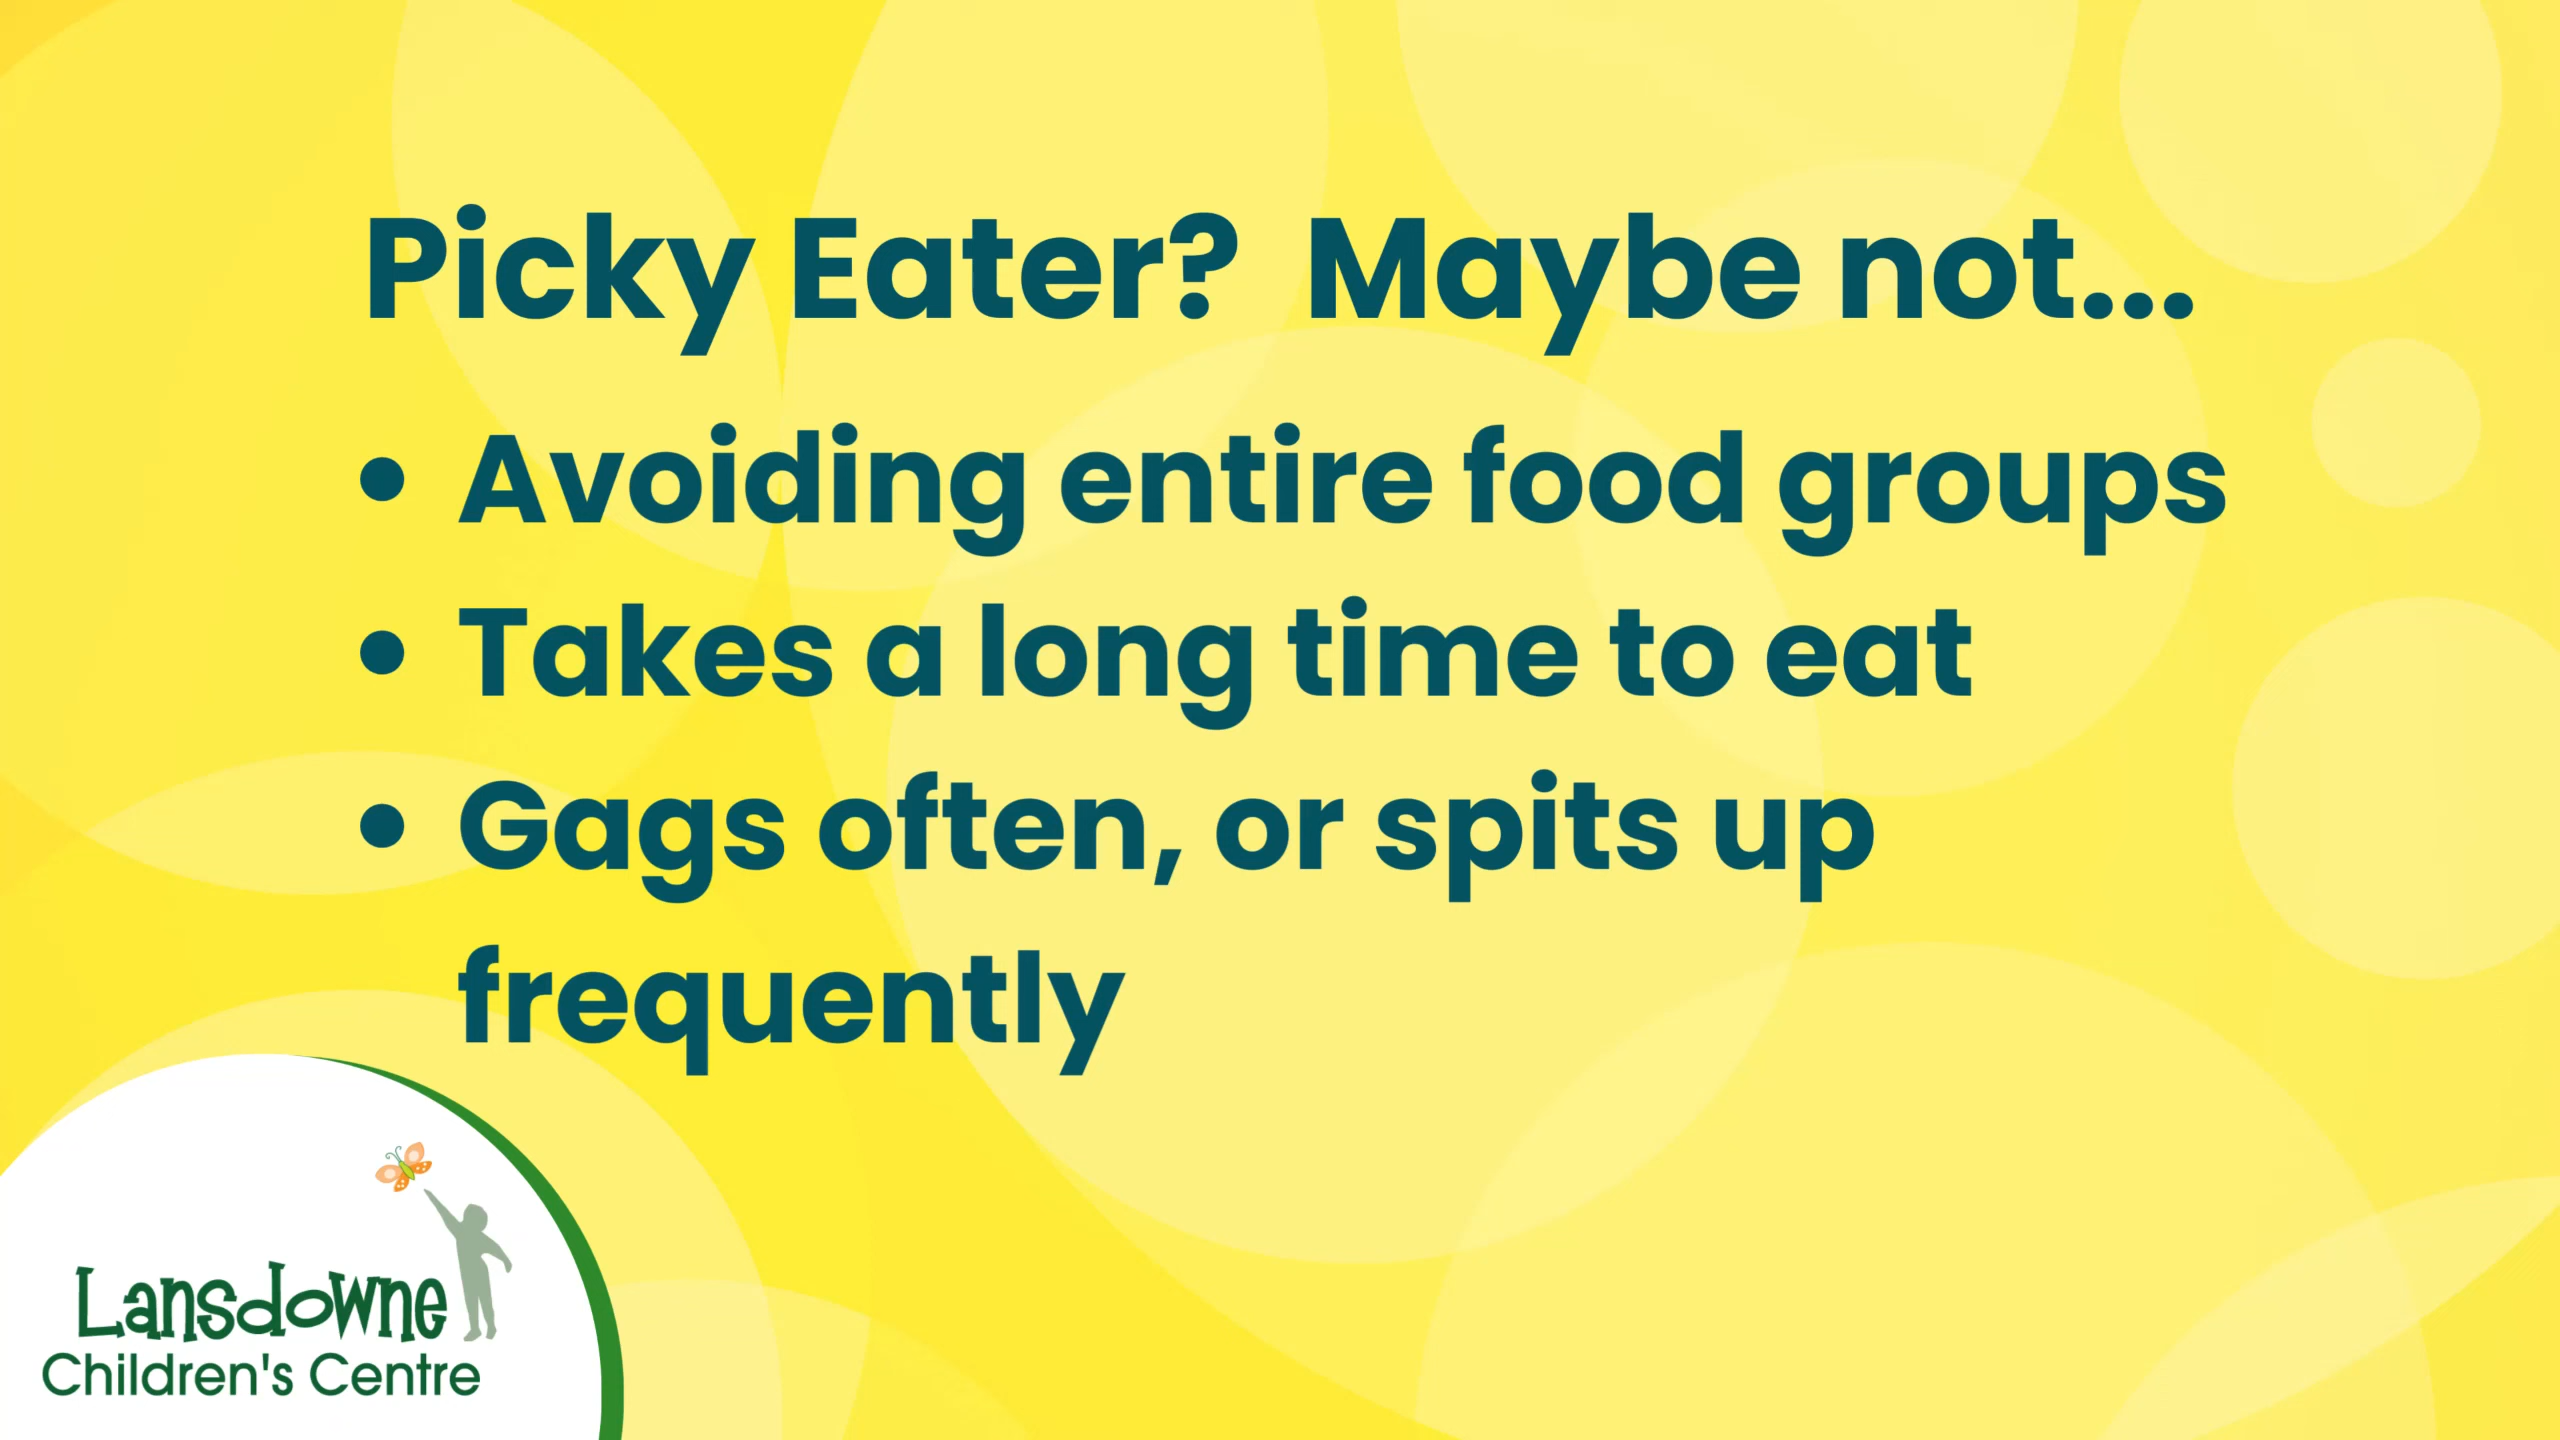 Picky Eater?  Maybe not...
• Avoiding entire food groups
• Takes a long time to eat
• Gags often, or spits up
frequently
Lansdowne
Children's Centre